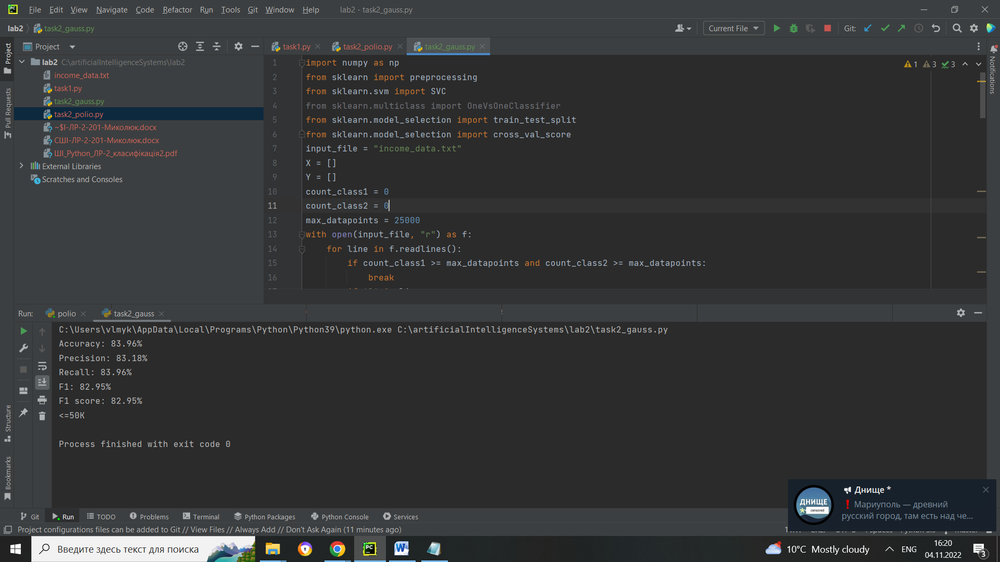 File Edit View Navigate Code Refactor Run Tools Git Window Help lab2 - task2_gauss.py
lab2 task2_gauss.py
Current File
Git:
Project
task1.py
task2_polio.py
task2_gauss.py
lab2 C:\artificialIntelligenceSystems\lab2
income_data.txt
task1.py
task2_gauss.py
task2_polio.py
~$І-ЛР-2-201-Миколюк.docx
СШІ-ЛР-2-201-Миколюк.docx
ШІ_Python_ЛР-2_класифікація2.pdf
External Libraries
Scratches and Consoles
Project
Pull Requests
Structure
Bookmarks
Notifications
1 3 3
1 import numpy as np
2 from sklearn import preprocessing
3 from sklearn.svm import SVC
4 from sklearn.multiclass import OneVsOneClassifier
5 from sklearn.model_selection import train_test_split
6 from sklearn.model_selection import cross_val_score
7 input_file = "income_data.txt"
8 X = []
9 Y = []
10 count_class1 = 0
11 count_class2 = 0
12 max_datapoints = 25000
13 with open(input_file, "r") as f:
14 for line in f.readlines():
15 if count_class1 >= max_datapoints and count_class2 >= max_datapoints:
16 break
Run: polio task2_gauss
C:\Users\vlmyk\AppData\Local\Programs\Python\Python39\python.exe C:\artificialIntelligenceSystems\lab2\task2_gauss.py
Accuracy: 83.96%
Precision: 83.18%
Recall: 83.96%
F1: 82.95%
F1 score: 82.95%
<=50K
Process finished with exit code 0
Днище *
ДНИЩЕ
censored
Мариуполь — древний
русский город, там есть над че...
Git Run TODO Problems Terminal Python Packages Python Console Services
Project configurations files can be added to Git // View Files // Always Add // Don't Ask Again (11 minutes ago)
Введите здесь текст для поиска
PC
W
10°C Mostly cloudy
ENG
16:20
04.11.2022
3